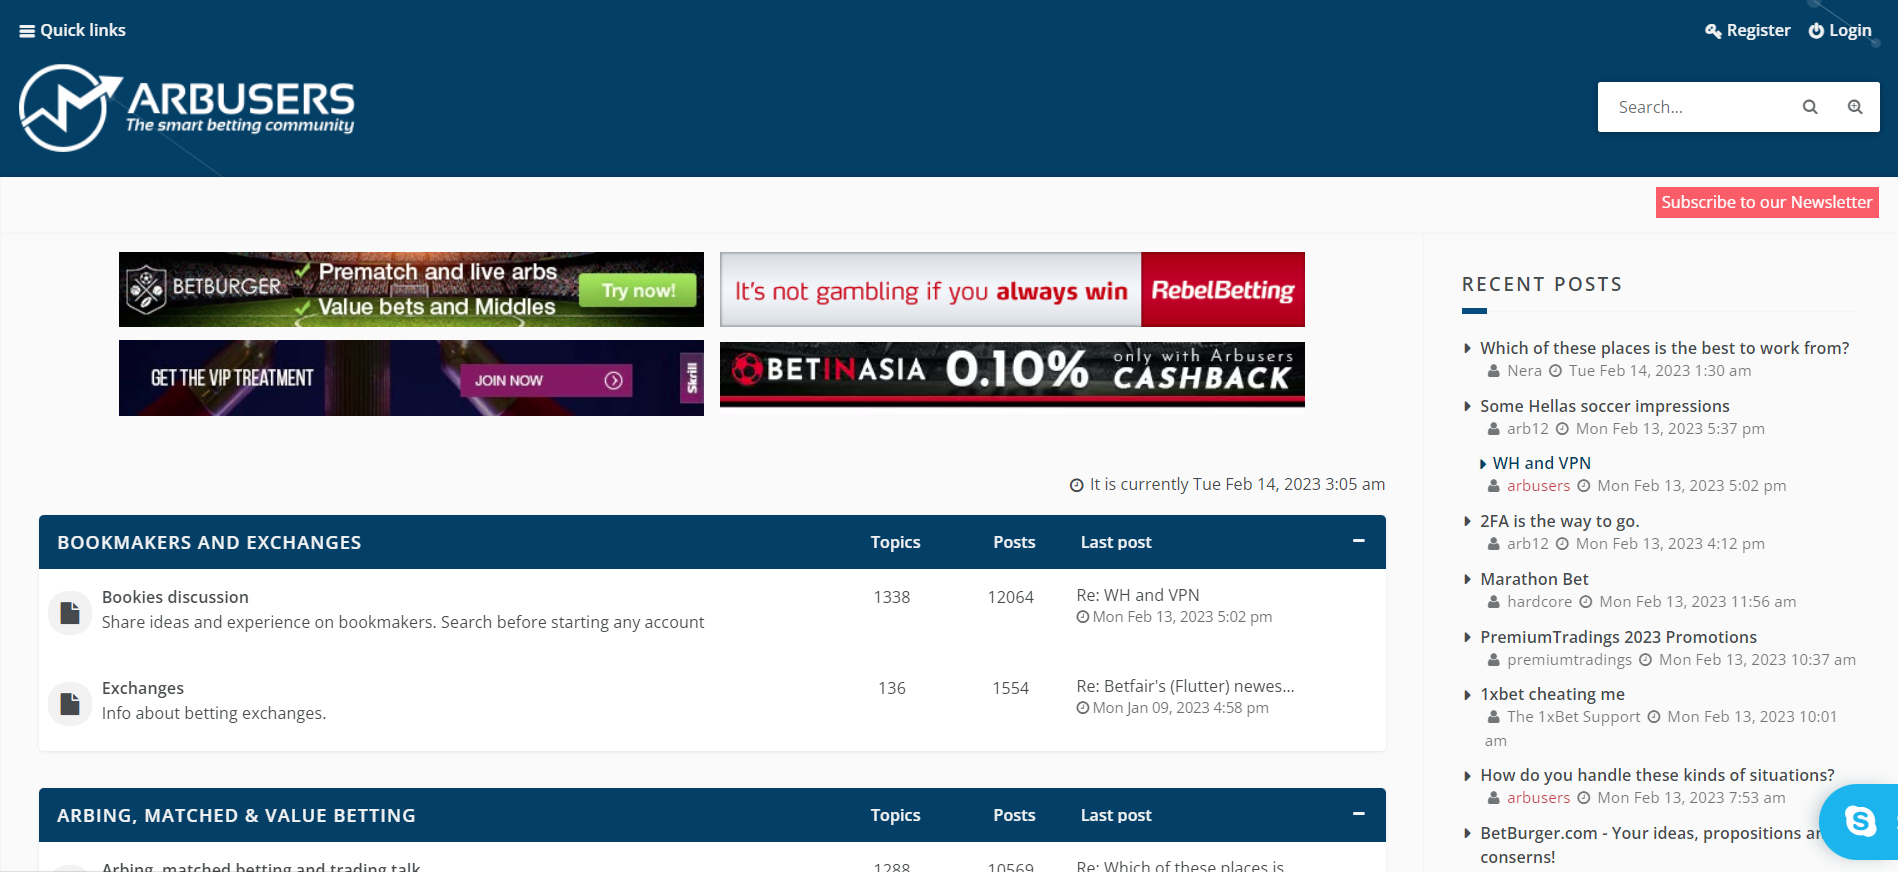 Quick links
Register
Login
ARBUSERS
The smart betting community
Search...
Subscribe to our Newsletter
BETBURGER
Prematch and live arbs
Value bets and Middles
Try now!
It's not gambling if you always win
RebelBetting
GET THE VIP TREATMENT
JOIN NOW
Skrill
BETINASIA
0.10%
only with Arbusers
CASHBACK
It is currently Tue Feb 14, 2023 3:05 am
BOOKMAKERS AND EXCHANGES
Topics
Posts
Last post
Bookies discussion
Share ideas and experience on bookmakers. Search before starting any account
1338
12064
Re: WH and VPN
Mon Feb 13, 2023 5:02 pm
Exchanges
Info about betting exchanges.
136
1554
Re: Betfair's (Flutter) newes...
Mon Jan 09, 2023 4:58 pm
ARBING, MATCHED & VALUE BETTING
Topics
Posts
Last post
Arbing, matched betting and trading talk
1288
10569
Re: Which of these places is
RECENT POSTS
Which of these places is the best to work from?
Nera Tue Feb 14, 2023 1:30 am
Some Hellas soccer impressions
arb12 Mon Feb 13, 2023 5:37 pm
WH and VPN
arbusers Mon Feb 13, 2023 5:02 pm
2FA is the way to go.
arb12 Mon Feb 13, 2023 4:12 pm
Marathon Bet
hardcore Mon Feb 13, 2023 11:56 am
PremiumTradings 2023 Promotions
premiumtradings Mon Feb 13, 2023 10:37 am
1xbet cheating me
The 1xBet Support Mon Feb 13, 2023 10:01
am
How do you handle these kinds of situations?
arbusers Mon Feb 13, 2023 7:53 am
BetBurger.com - Your ideas, propositions
conserns!